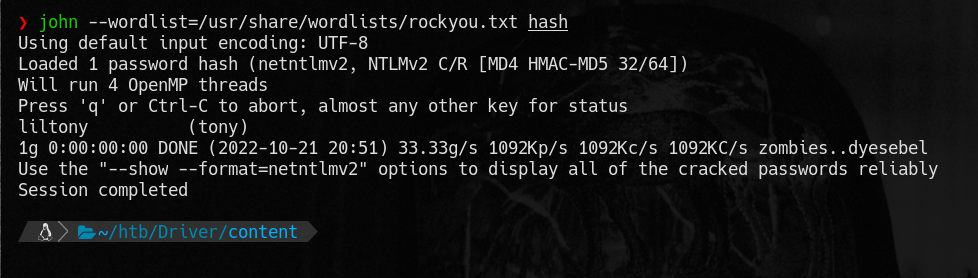 ❯ john --wordlist=/usr/share/wordlists/rockyou.txt hash
Using default input encoding: UTF-8
Loaded 1 password hash (netntlmv2, NTLMv2 C/R [MD4 HMAC-MD5 32/64])
Will run 4 OpenMP threads
Press 'q' or Ctrl-C to abort, almost any other key for status
liltony          (tony)
1g 0:00:00:00 DONE (2022-10-21 20:51) 33.33g/s 1092Kp/s 1092Kc/s 1092KC/s zombies..dyesebel
Use the "--show --format=netntlmv2" options to display all of the cracked passwords reliably
Session completed
~/htb/Driver/content